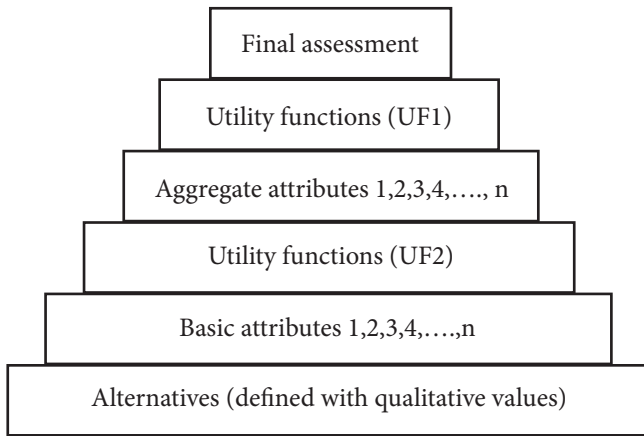 Final assessment
Utility functions (UF1)
Aggregate attributes 1,2,3,4,…., n
Utility functions (UF2)
Basic attributes 1,2,3,4,….,n
Alternatives (defined with qualitative values)